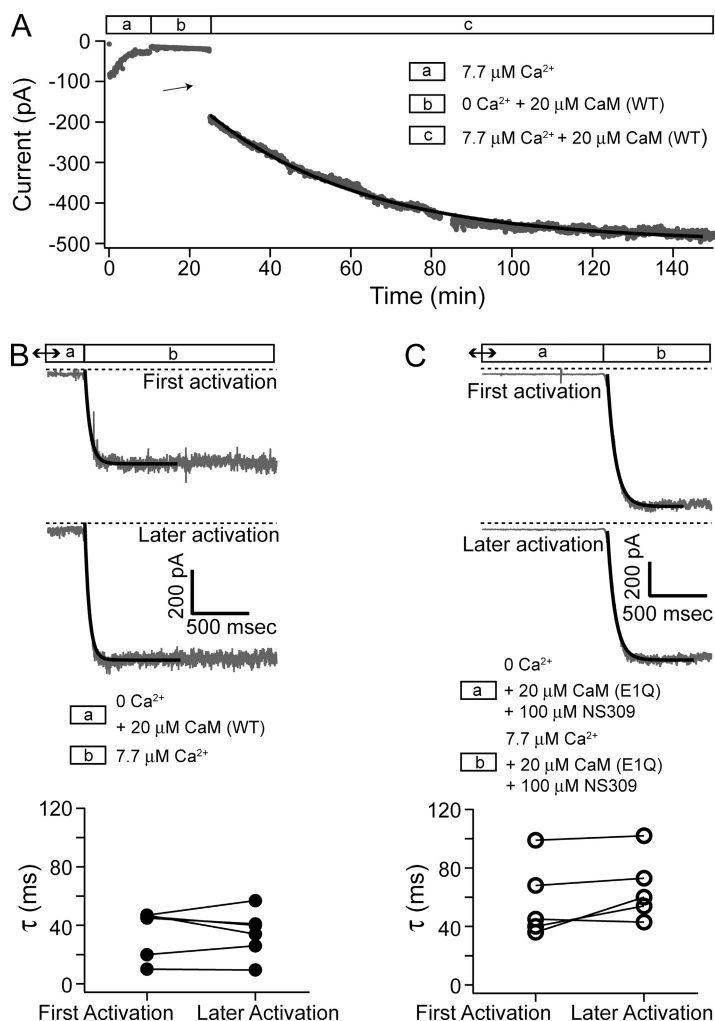 A
a b c
0
-100
-200
-300
-400
-500
Current (pA)
a 7.7 μM Ca²⁺
b 0 Ca²⁺ + 20 μM CaM (WT)
c 7.7 μM Ca²⁺ + 20 μM CaM (WT)
0 20 40 60 80 100 120 140
Time (min)
B
a b
First activation
Later activation
200 pA
500 msec
a 0 Ca²⁺
+ 20 μM CaM (WT)
b 7.7 μM Ca²⁺
120
80
40
0
τ (ms)
First Activation Later Activation
C
a b
First activation
Later activation
200 pA
500 msec
0 Ca²⁺
a + 20 μM CaM (E1Q)
+ 100 μM NS309
7.7 μM Ca²⁺
b + 20 μM CaM (E1Q)
+ 100 μM NS309
120
80
40
0
τ (ms)
First Activation Later Activation